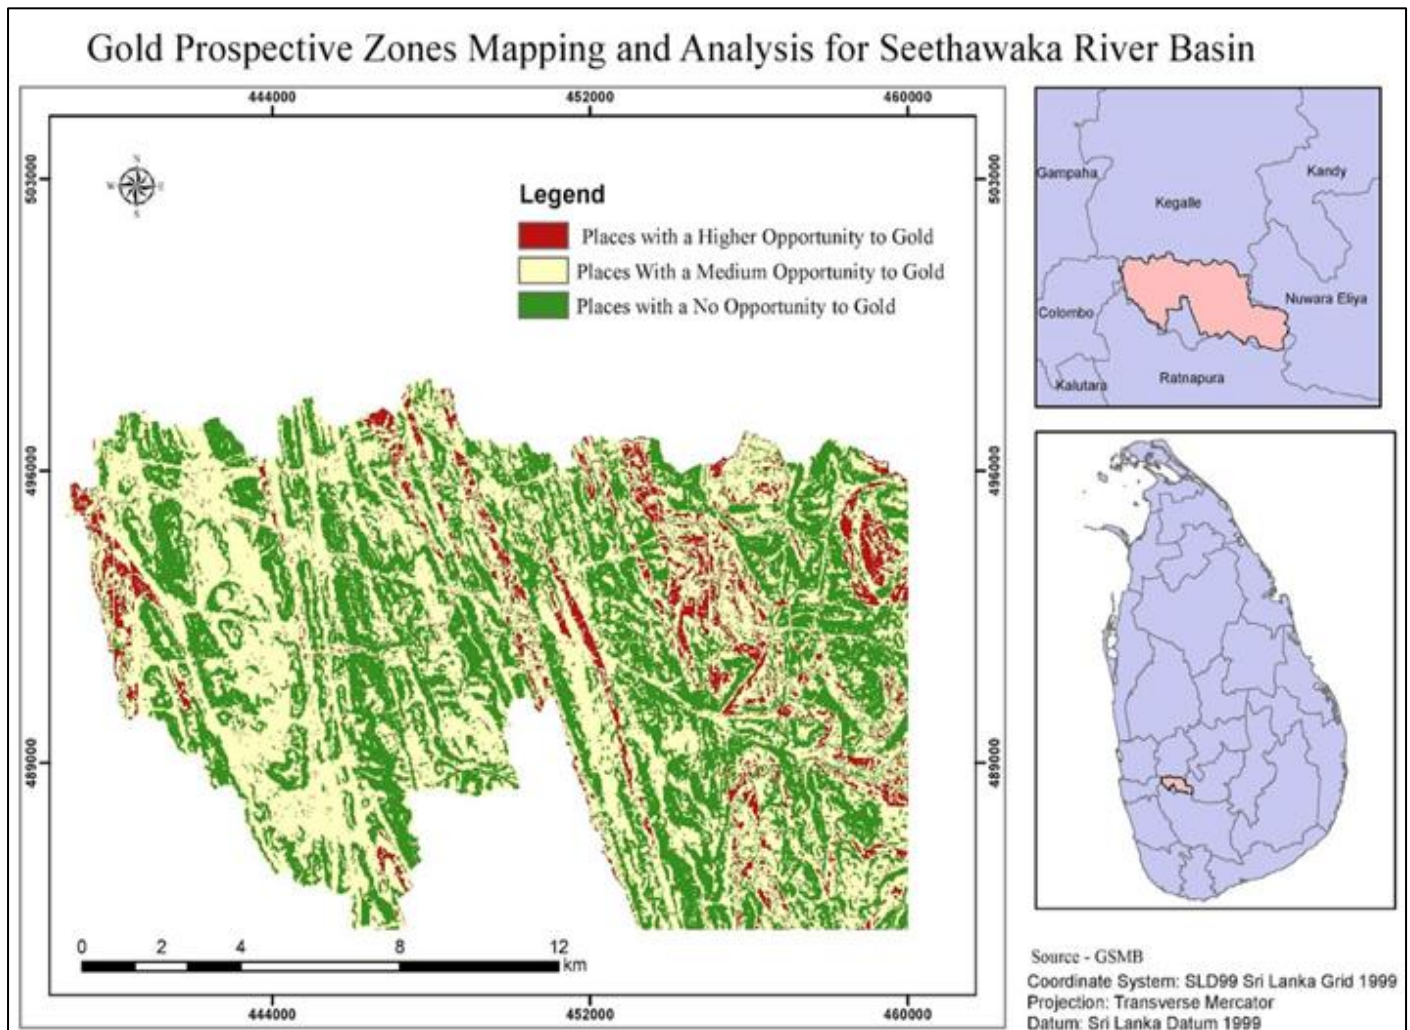 Gold Prospective Zones Mapping and Analysis for Seethawaka River Basin
444000
452000
460000
503000
503000
N
W
E
S
Legend
Places with a Higher Opportunity to Gold
Places With a Medium Opportunity to Gold
Places with a No Opportunity to Gold
496000
496000
489000
489000
0 2 4 8 12
km
444000
452000
460000
Gampaha
Kandy
Kegalle
Nuwara Eliya
Colombo
Ratnapura
Kalutara
Source - GSMB
Coordinate System: SLD99 Sri Lanka Grid 1999
Projection: Transverse Mercator
Datum: Sri Lanka Datum 1999